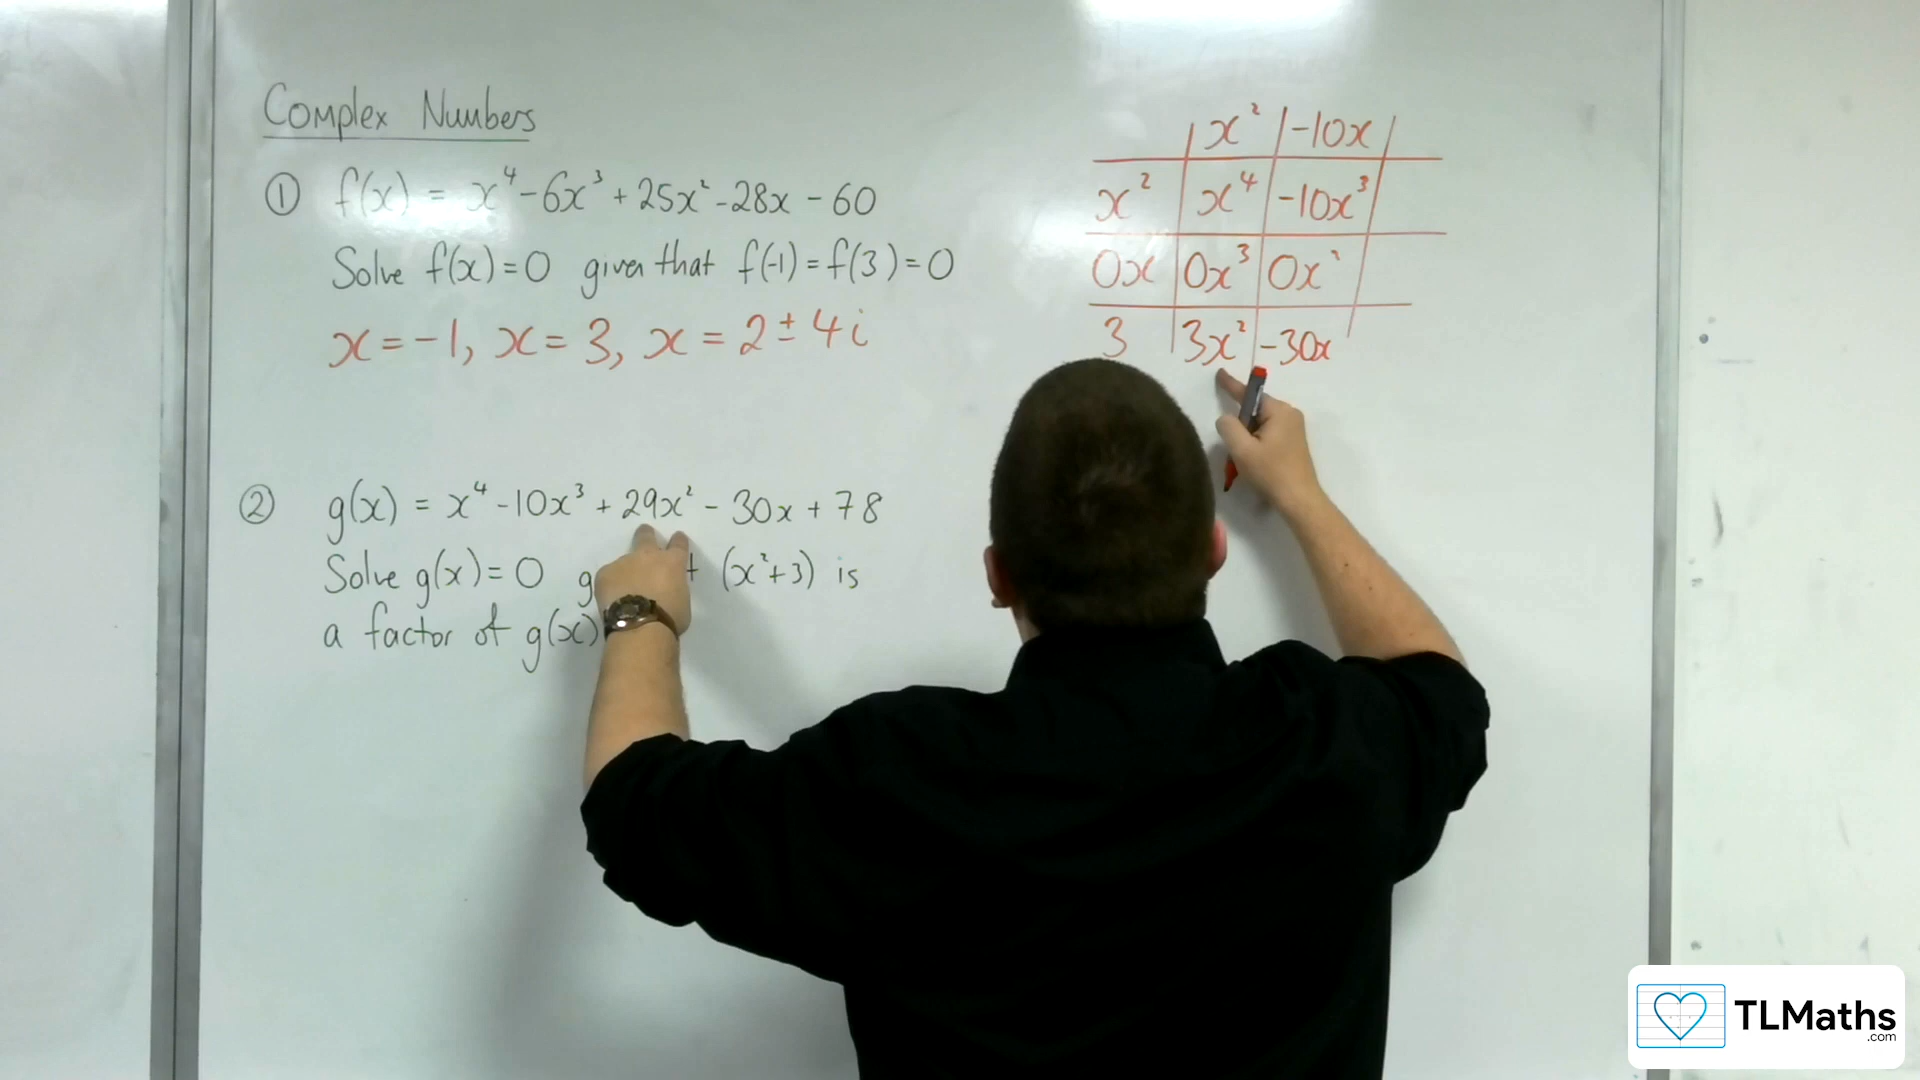 Complex Numbers
① f(x) = x⁴ - 6x³ + 25x² - 28x - 60
Solve f(x) = 0 given that f(-1) = f(3) = 0
x = -1, x = 3, x = 2 ± 4i
② g(x) = x⁴ - 10x³ + 29x² - 30x + 78
Solve g(x) = 0 (x²+3) is
a factor of g(x)
x² -10x
x² x⁴ -10x³
0x 0x³ 0x²
3 3x² -30x
TLMaths
.com